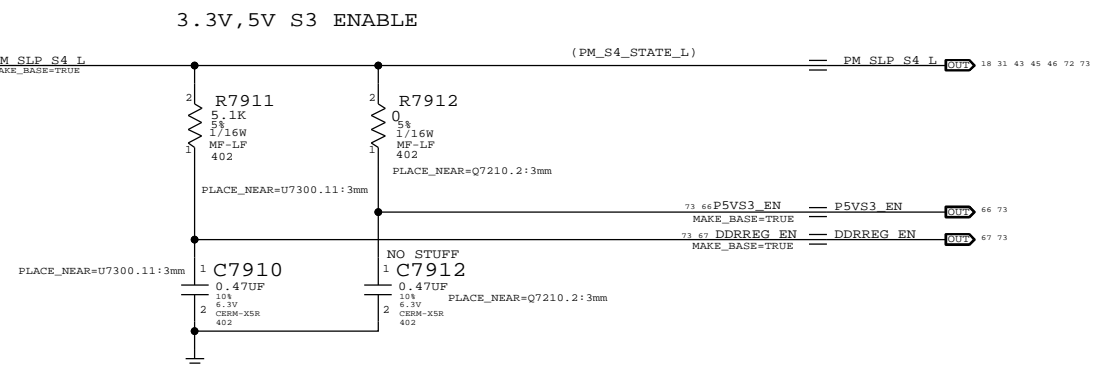 3.3V,5V S3 ENABLE
(PM_S4_STATE_L)
M_SLP_S4_L
AKE_BASE=TRUE
PM_SLP_S4_L
OUT
18 31 43 45 46 72 73
2
R7911
5.1K
5%
1/16W
MF-LF
402
1
2
R7912
0
5%
1/16W
MF-LF
402
1
PLACE_NEAR=Q7210.2:3mm
PLACE_NEAR=U7300.11:3mm
73 66 P5VS3_EN
MAKE_BASE=TRUE
P5VS3_EN
OUT
66 73
73 67 DDRREG_EN
MAKE_BASE=TRUE
DDRREG_EN
OUT
67 73
PLACE_NEAR=U7300.11:3mm
1
C7910
0.47UF
10%
6.3V
CERM-X5R
402
2
NO STUFF
1
C7912
0.47UF
10%
6.3V
CERM-X5R
402
2
PLACE_NEAR=Q7210.2:3mm